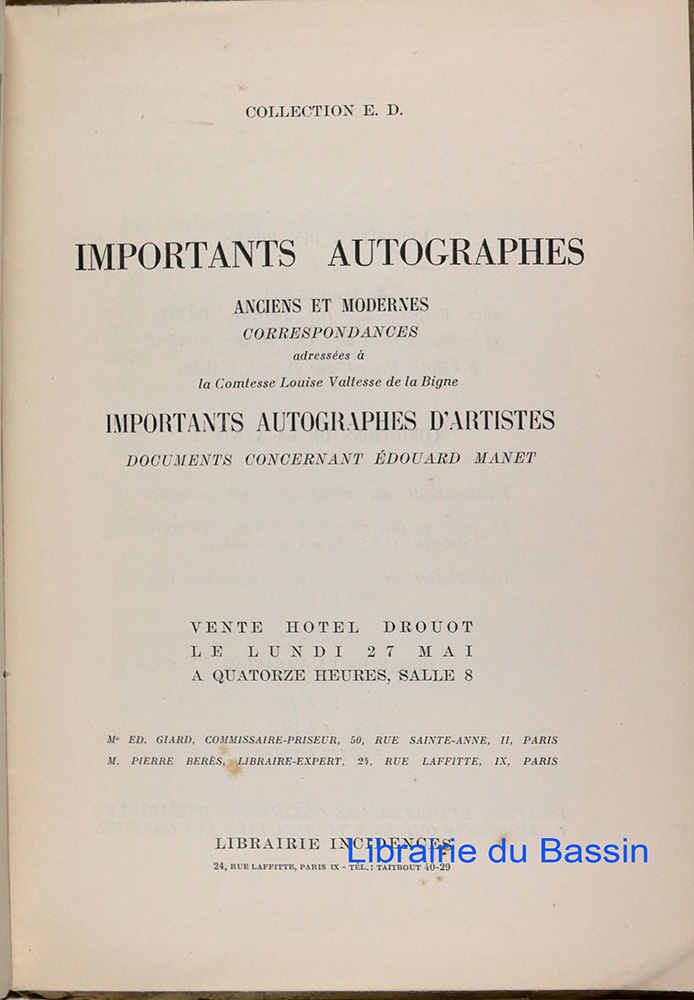 COLLECTION E. D.
IMPORTANTS AUTOGRAPHES
ANCIENS ET MODERNES
CORRESPONDANCES
adressées à
la Comtesse Louise Valtesse de la Bigne
IMPORTANTS AUTOGRAPHES D'ARTISTES
DOCUMENTS CONCERNANT ÉDOUARD MANET
VENTE HOTEL DROUOT
LE LUNDI 27 MAI
A QUATORZE HEURES, SALLE 8
Me ED. GIARD, COMMISSAIRE-PRISEUR, 50, RUE SAINTE-ANNE, II, PARIS
M. PIERRE BERÈS, LIBRAIRE-EXPERT, 24, RUE LAFFITTE, IX, PARIS
LIBRAIRIE INCIDENCES
Librairie du Bassin
24, RUE LAFFITTE, PARIS IX - TÉL.: TAITBOUT 40-29